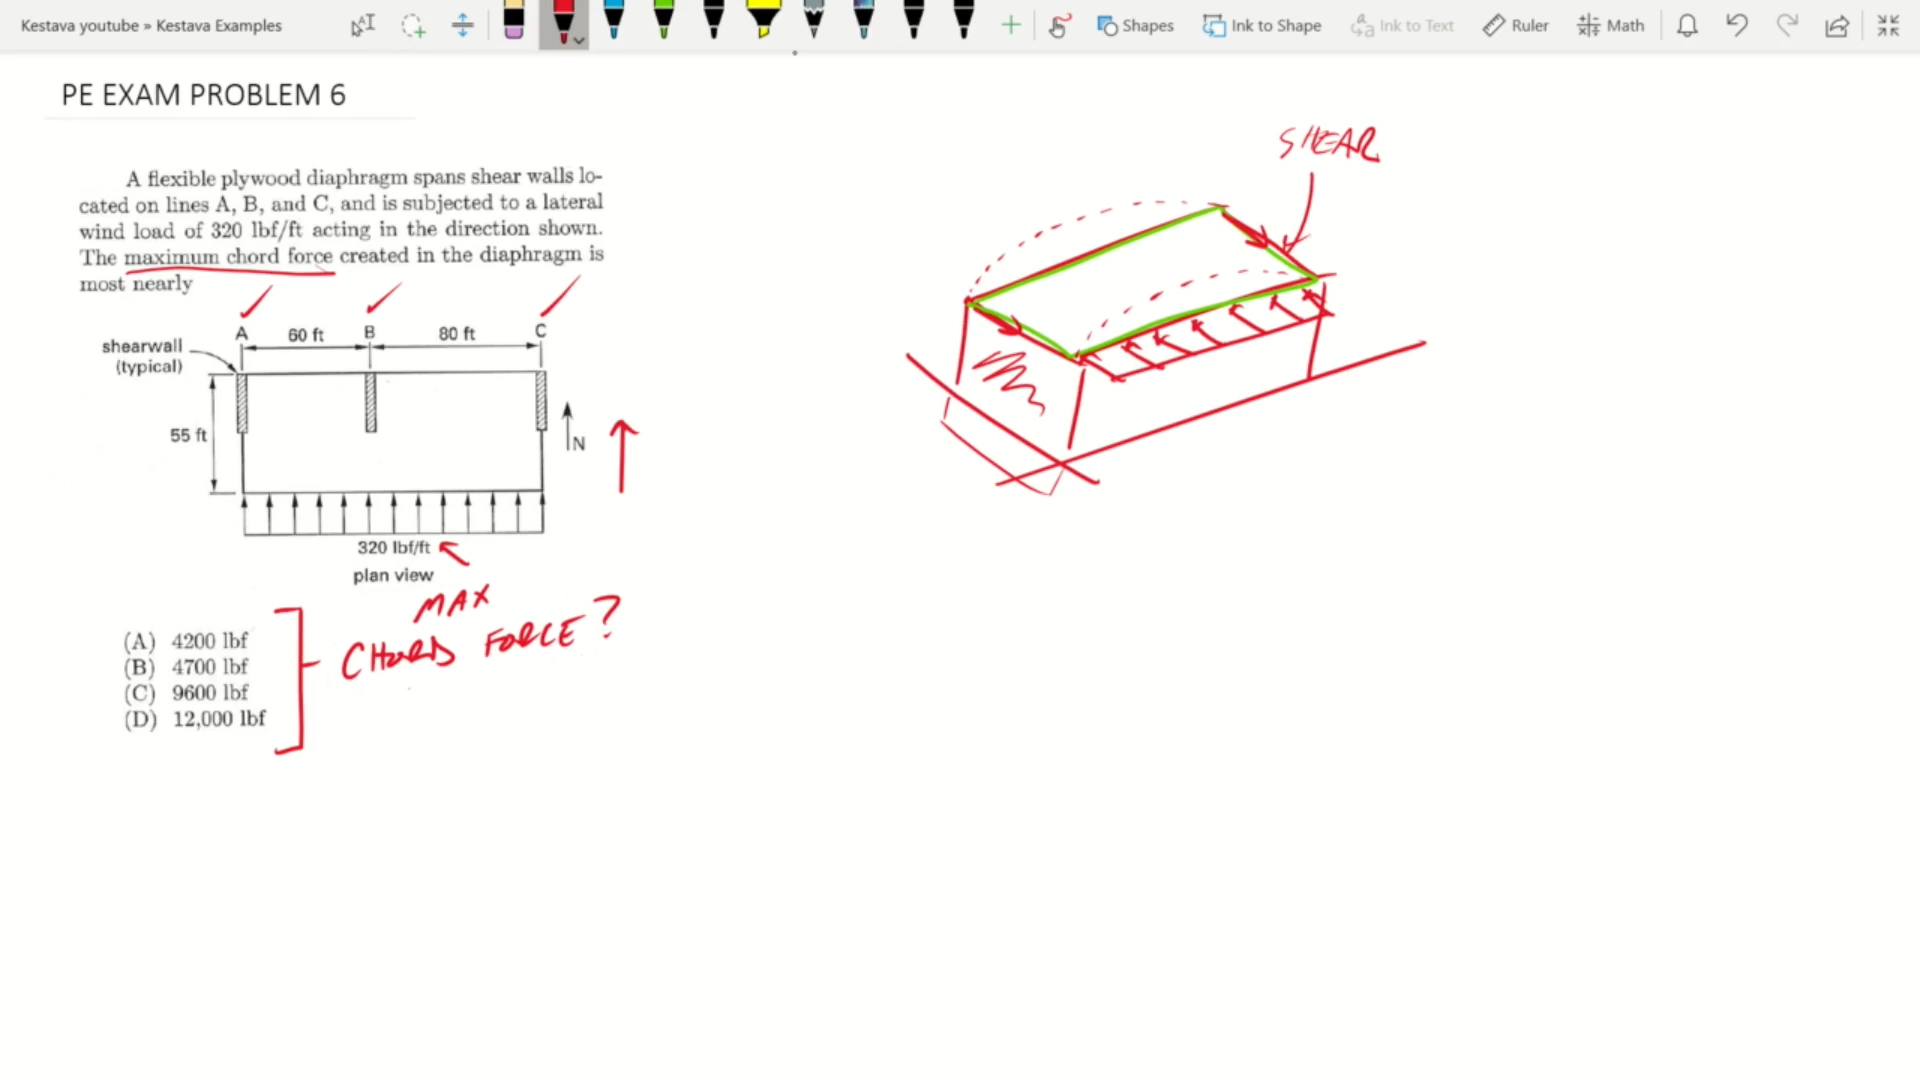 Kestava youtube » Kestava Examples
Shapes
Ink to Shape
Ink to Text
Ruler
Math
PE EXAM PROBLEM 6
A flexible plywood diaphragm spans shear walls lo-
cated on lines A, B, and C, and is subjected to a lateral
wind load of 320 lbf/ft acting in the direction shown.
The maximum chord force created in the diaphragm is
most nearly
A 60 ft B 80 ft C
shearwall
(typical)
55 ft
N
320 lbf/ft
plan view
(A) 4200 lbf
(B) 4700 lbf
(C) 9600 lbf
(D) 12,000 lbf
MAX
CHORD FORCE?
SHEAR